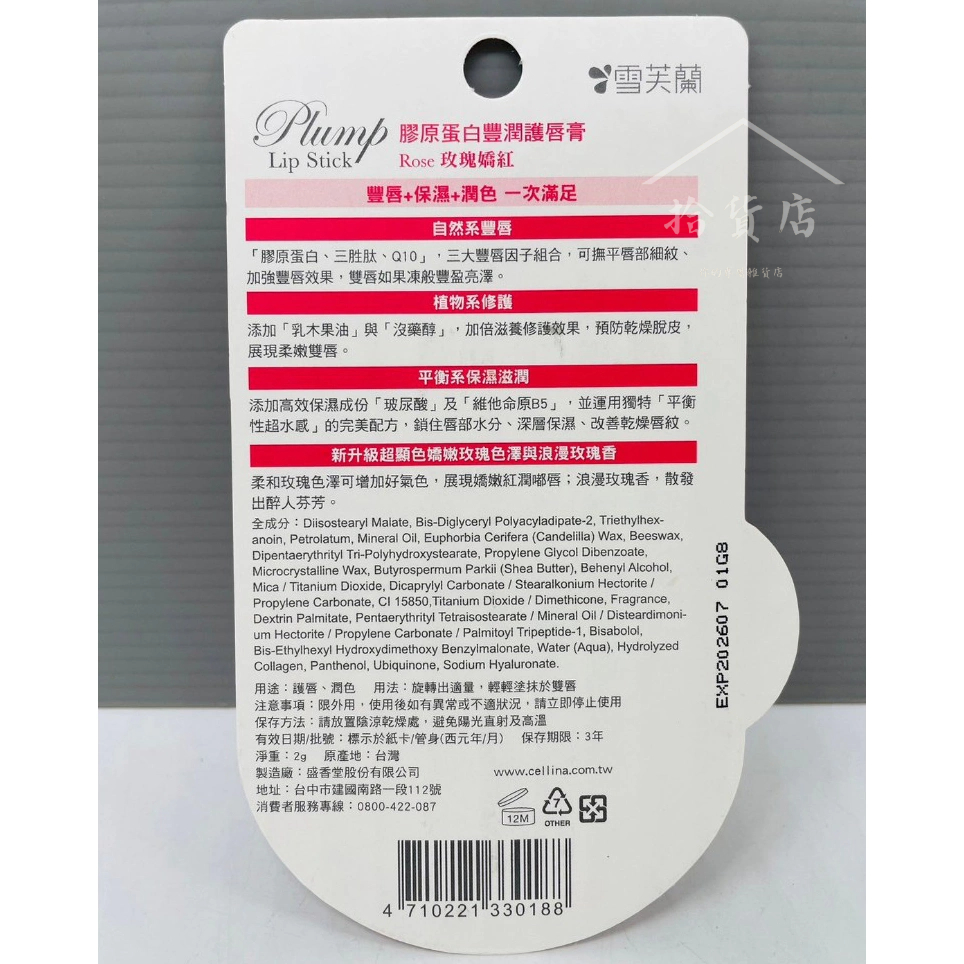 雪芙蘭
Plump 膠原蛋白豐潤護唇膏
Lip Stick Rose 玫瑰嬌紅
拾貨店
豐唇+保濕+潤色 一次滿足
自然系豐唇
「膠原蛋白、三胜肽、Q10」，三大豐唇因子組合，可撫平唇部細紋、
加強豐唇效果，雙唇如果凍般豐盈亮澤。
植物系修護
添加「乳木果油」與「沒藥醇」，加倍滋養修護效果，預防乾燥脫皮，
展現柔嫩雙唇。
平衡系保濕滋潤
添加高效保濕成份「玻尿酸」及「維他命原B5」，並運用獨特「平衡
性超水感」的完美配方，鎖住唇部水分、深層保濕、改善乾燥唇紋。
新升級超顯色嬌嫩玫瑰色澤與浪漫玫瑰香
柔和玫瑰色澤可增加好氣色，展現嬌嫩紅潤嘟唇；浪漫玫瑰香，散發
出醉人芬芳。
全成分：Diisostearyl Malate, Bis-Diglyceryl Polyacyladipate-2, Triethylhex-
anoin, Petrolatum, Mineral Oil, Euphorbia Cerifera (Candelilla) Wax, Beeswax,
Dipentaerythrityl Tri-Polyhydroxystearate, Propylene Glycol Dibenzoate,
Microcrystalline Wax, Butyrospermum Parkii (Shea Butter), Behenyl Alcohol,
Mica / Titanium Dioxide, Dicaprylyl Carbonate / Stearalkonium Hectorite /
Propylene Carbonate, CI 15850,Titanium Dioxide / Dimethicone, Fragrance,
Dextrin Palmitate, Pentaerythrityl Tetraisostearate / Mineral Oil / Disteardimoni-
um Hectorite / Propylene Carbonate / Palmitoyl Tripeptide-1, Bisabolol,
Bis-Ethylhexyl Hydroxydimethoxy Benzylmalonate, Water (Aqua), Hydrolyzed
Collagen, Panthenol, Ubiquinone, Sodium Hyaluronate.
EXP202607 01G8
用途：護唇、潤色 用法：旋轉出適量，輕輕塗抹於雙唇
注意事項：限外用，使用後如有異常或不適狀況，請立即停止使用
保存方法：請放置陰涼乾燥處，避免陽光直射及高溫
有效日期/批號：標示於紙卡/管身(西元年/月) 保存期限：3年
淨重：2g 原產地：台灣
製造廠：盛香堂股份有限公司 www.cellina.com.tw
地址：台中市建國南路一段112號
消費者服務專線：0800-422-087
12M
7
OTHER
4 710221 330188